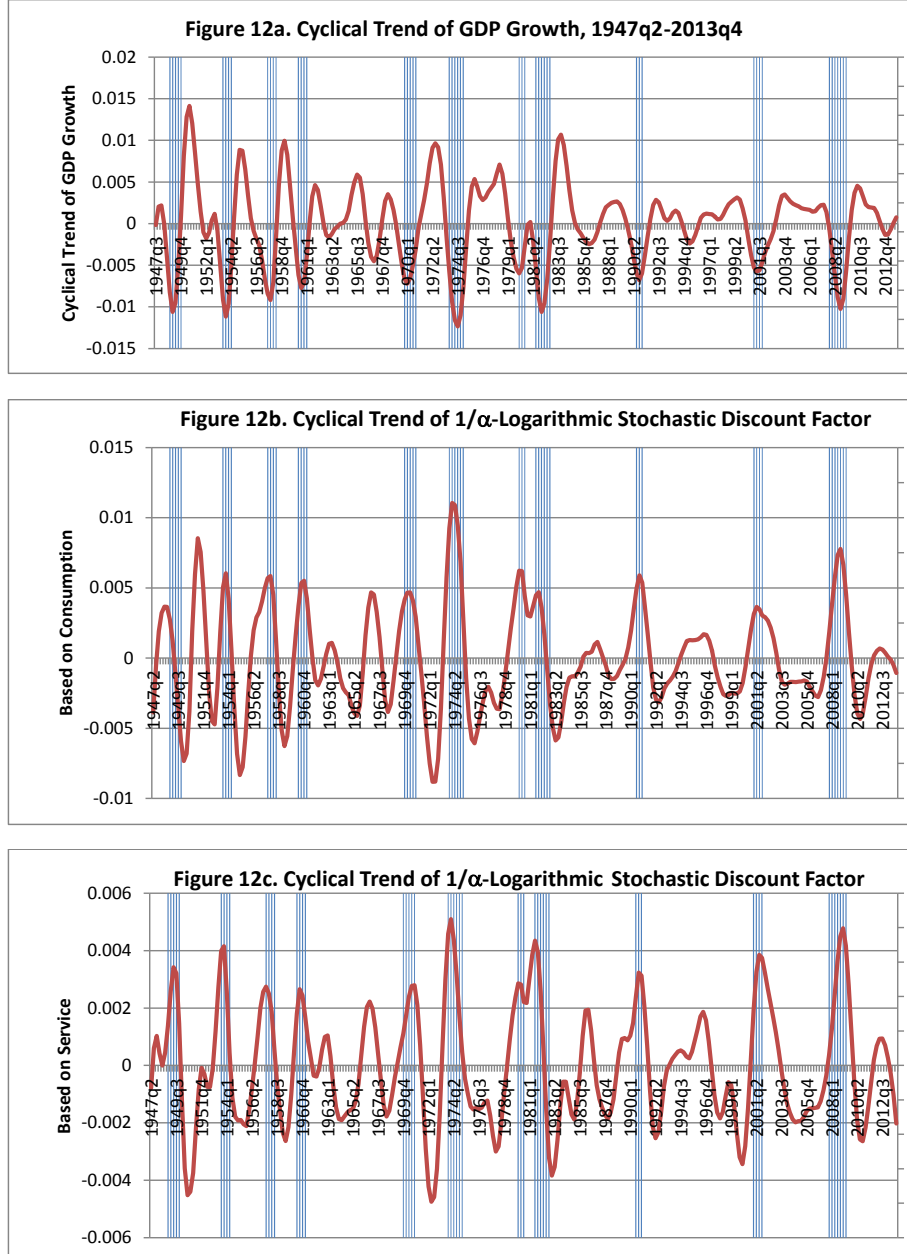 Figure 12a. Cyclical Trend of GDP Growth, 1947q2-2013q4
Cyclical Trend of GDP Growth
0.02
0.015
0.01
0.005
0
-0.005
-0.01
-0.015
1947q3
1949q4
1952q1
1954q2
1956q3
1958q4
1961q1
1963q2
1965q3
1967q4
1970q1
1972q2
1974q3
1976q4
1979q1
1981q2
1983q3
1985q4
1988q1
1990q2
1992q3
1994q4
1997q1
1999q2
2001q3
2003q4
2006q1
2008q2
2010q3
2012q4
Figure 12b. Cyclical Trend of 1/α-Logarithmic Stochastic Discount Factor
Based on Consumption
0.015
0.01
0.005
0
-0.005
-0.01
1947q2
1949q3
1951q4
1954q1
1956q2
1958q3
1960q4
1963q1
1965q2
1967q3
1969q4
1972q1
1974q2
1976q3
1978q4
1981q1
1983q2
1985q3
1987q4
1990q1
1992q2
1994q3
1996q4
1999q1
2001q2
2003q3
2005q4
2008q1
2010q2
2012q3
Figure 12c. Cyclical Trend of 1/α-Logarithmic Stochastic Discount Factor
Based on Service
0.006
0.004
0.002
0
-0.002
-0.004
-0.006
1947q2
1949q3
1951q4
1954q1
1956q2
1958q3
1960q4
1963q1
1965q2
1967q3
1969q4
1972q1
1974q2
1976q3
1978q4
1981q1
1983q2
1985q3
1987q4
1990q1
1992q2
1994q3
1996q4
1999q1
2001q2
2003q3
2005q4
2008q1
2010q2
2012q3